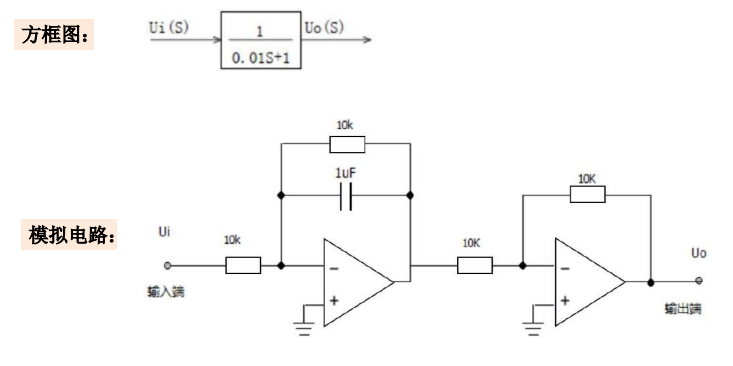 方框图：
Ui(S)
1
0.01S+1
Uo(S)
模拟电路：
10k
1uF
Ui
10k
输入端
−
+
10K
10K
−
+
Uo
输出端